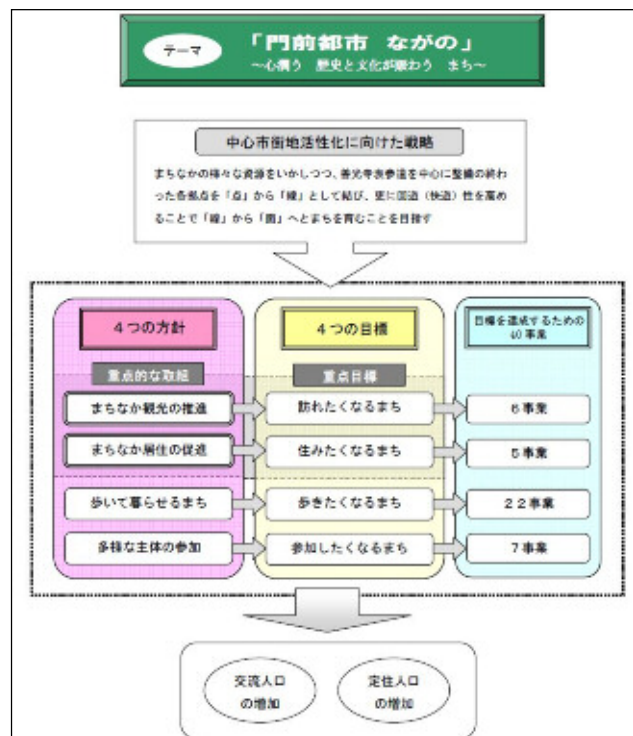 テーマ
「門前都市 ながの」
～心潤う 歴史と文化が賑わう まち～
中心市街地活性化に向けた戦略
まちなかの様々な資源をいかしつつ、善光寺表参道を中心に整備の終わ
った各拠点を「点」から「線」として結び、更に回遊（快遊）性を高め
ることで「線」から「面」へとまちを育むことを目指す
4つの方針
4つの目標
目標を達成するための
40事業
重点的な取組
重点目標
まちなか観光の推進
訪れたくなるまち
6事業
まちなか居住の促進
住みたくなるまち
5事業
歩いて暮らせるまち
歩きたくなるまち
22事業
多様な主体の参加
参加したくなるまち
7事業
交流人口
の増加
定住人口
の増加